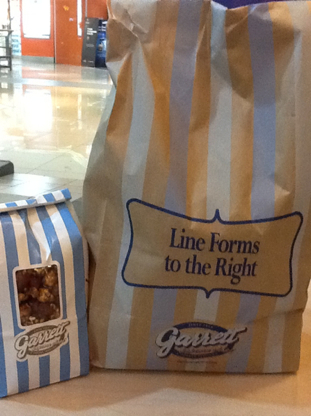 Line Forms
to the Right
Garrett
Garrett